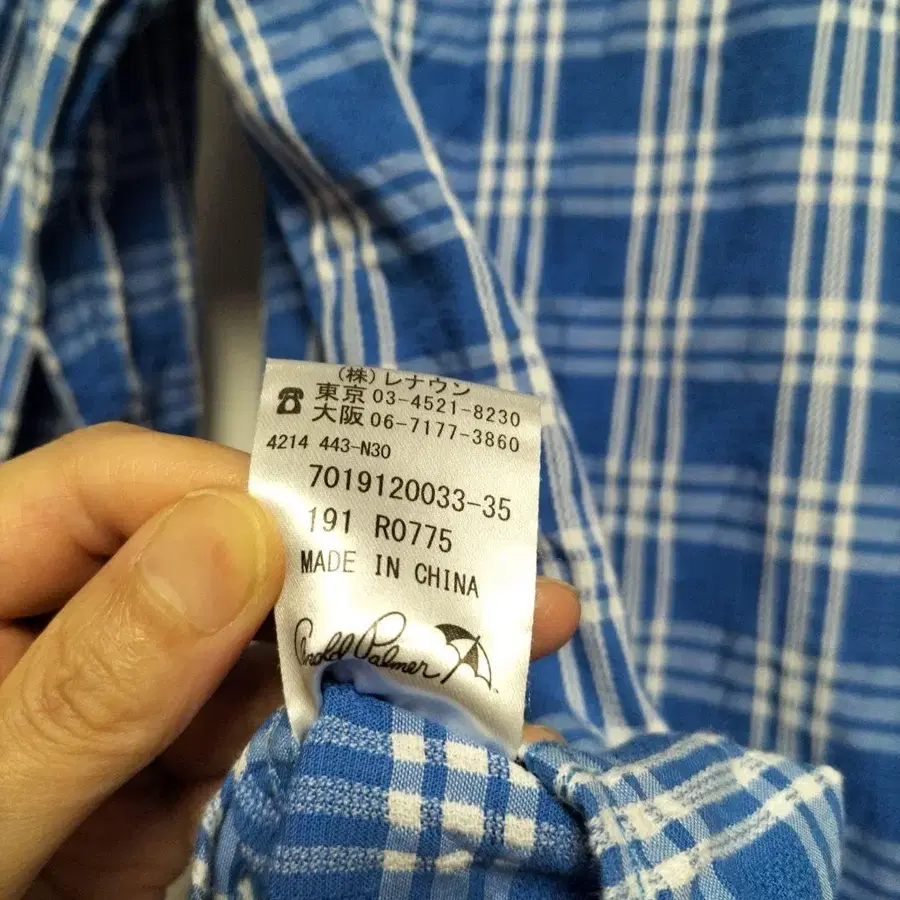 (株)レナウン
☎ 東京 03-4521-8230
大阪 06-7177-3860
4214 443-N30
7019120033-35
191 R0775
MADE IN CHINA
Arnold Palmer